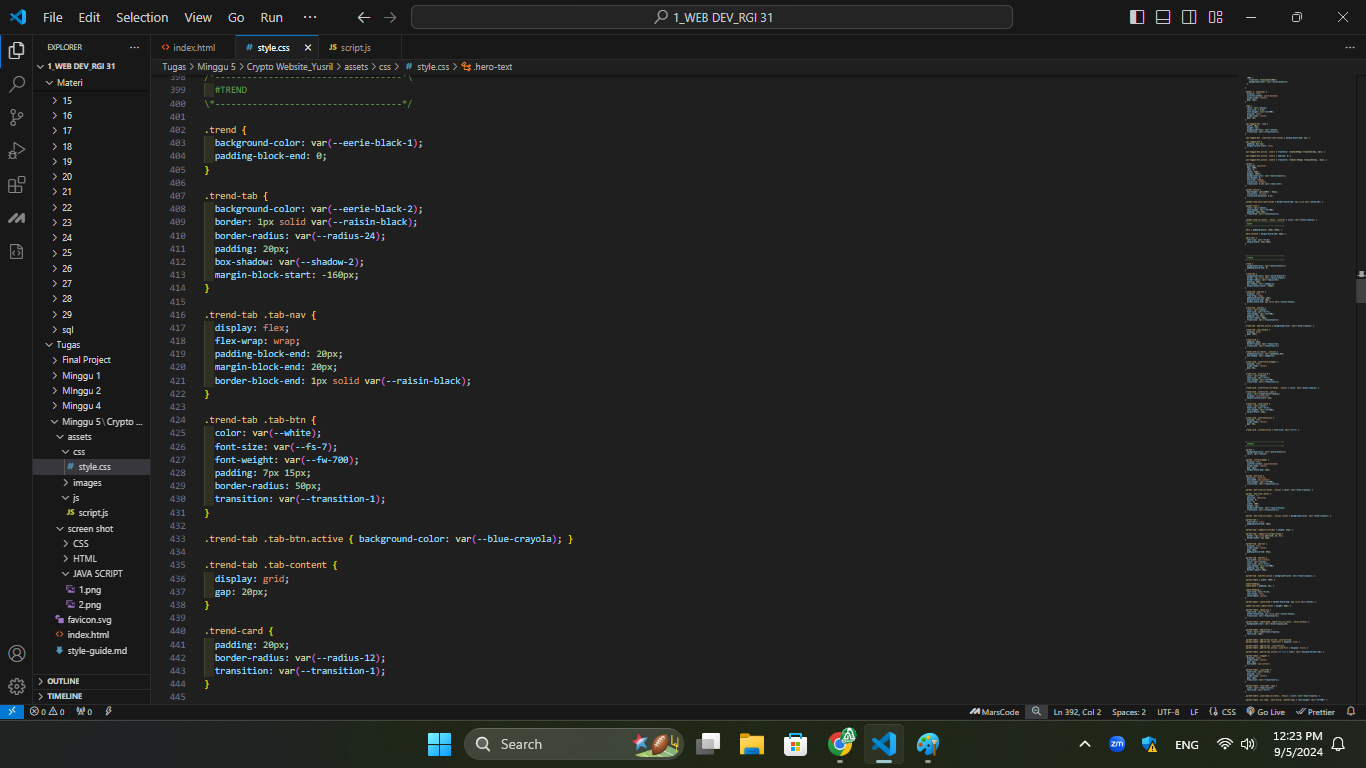 File Edit Selection View Go Run ··· 1_WEB DEV_RGI 31
EXPLORER ···
1_WEB DEV_RGI 31
Materi
15
16
17
18
19
20
21
22
23
24
25
26
27
28
29
sql
Tugas
Final Project
Minggu 1
MInggu 2
Minggu 4
Minggu 5 \ Crypto ...
assets
css
# style.css
images
js
JS script.js
screen shot
CSS
HTML
JAVA SCRIPT
1.png
2.png
favicon.svg
<> index.html
style-guide.md
OUTLINE
TIMELINE
<> index.html # style.css × JS script.js ···
Tugas > Minggu 5 > Crypto Website_Yusril > assets > css > # style.css > .hero-text
398 /*-----------------------------------*\
399 #TREND
400 \*-----------------------------------*/
401
402 .trend {
403 background-color: var(--eerie-black-1);
404 padding-block-end: 0;
405 }
406
407 .trend-tab {
408 background-color: var(--eerie-black-2);
409 border: 1px solid var(--raisin-black);
410 border-radius: var(--radius-24);
411 padding: 20px;
412 box-shadow: var(--shadow-2);
413 margin-block-start: -160px;
414 }
415
416 .trend-tab .tab-nav {
417 display: flex;
418 flex-wrap: wrap;
419 padding-block-end: 20px;
420 margin-block-end: 20px;
421 border-block-end: 1px solid var(--raisin-black);
422 }
423
424 .trend-tab .tab-btn {
425 color: var(--white);
426 font-size: var(--fs-7);
427 font-weight: var(--fw-700);
428 padding: 7px 15px;
429 border-radius: 50px;
430 transition: var(--transition-1);
431 }
432
433 .trend-tab .tab-btn.active { background-color: var(--blue-crayola); }
434
435 .trend-tab .tab-content {
436 display: grid;
437 gap: 20px;
438 }
439
440 .trend-card {
441 padding: 20px;
442 border-radius: var(--radius-12);
443 transition: var(--transition-1);
444 }
445
0 0 0 MarsCode Ln 392, Col 2 Spaces: 2 UTF-8 LF {} CSS Go Live Prettier
Search zm ENG 12:23 PM
9/5/2024